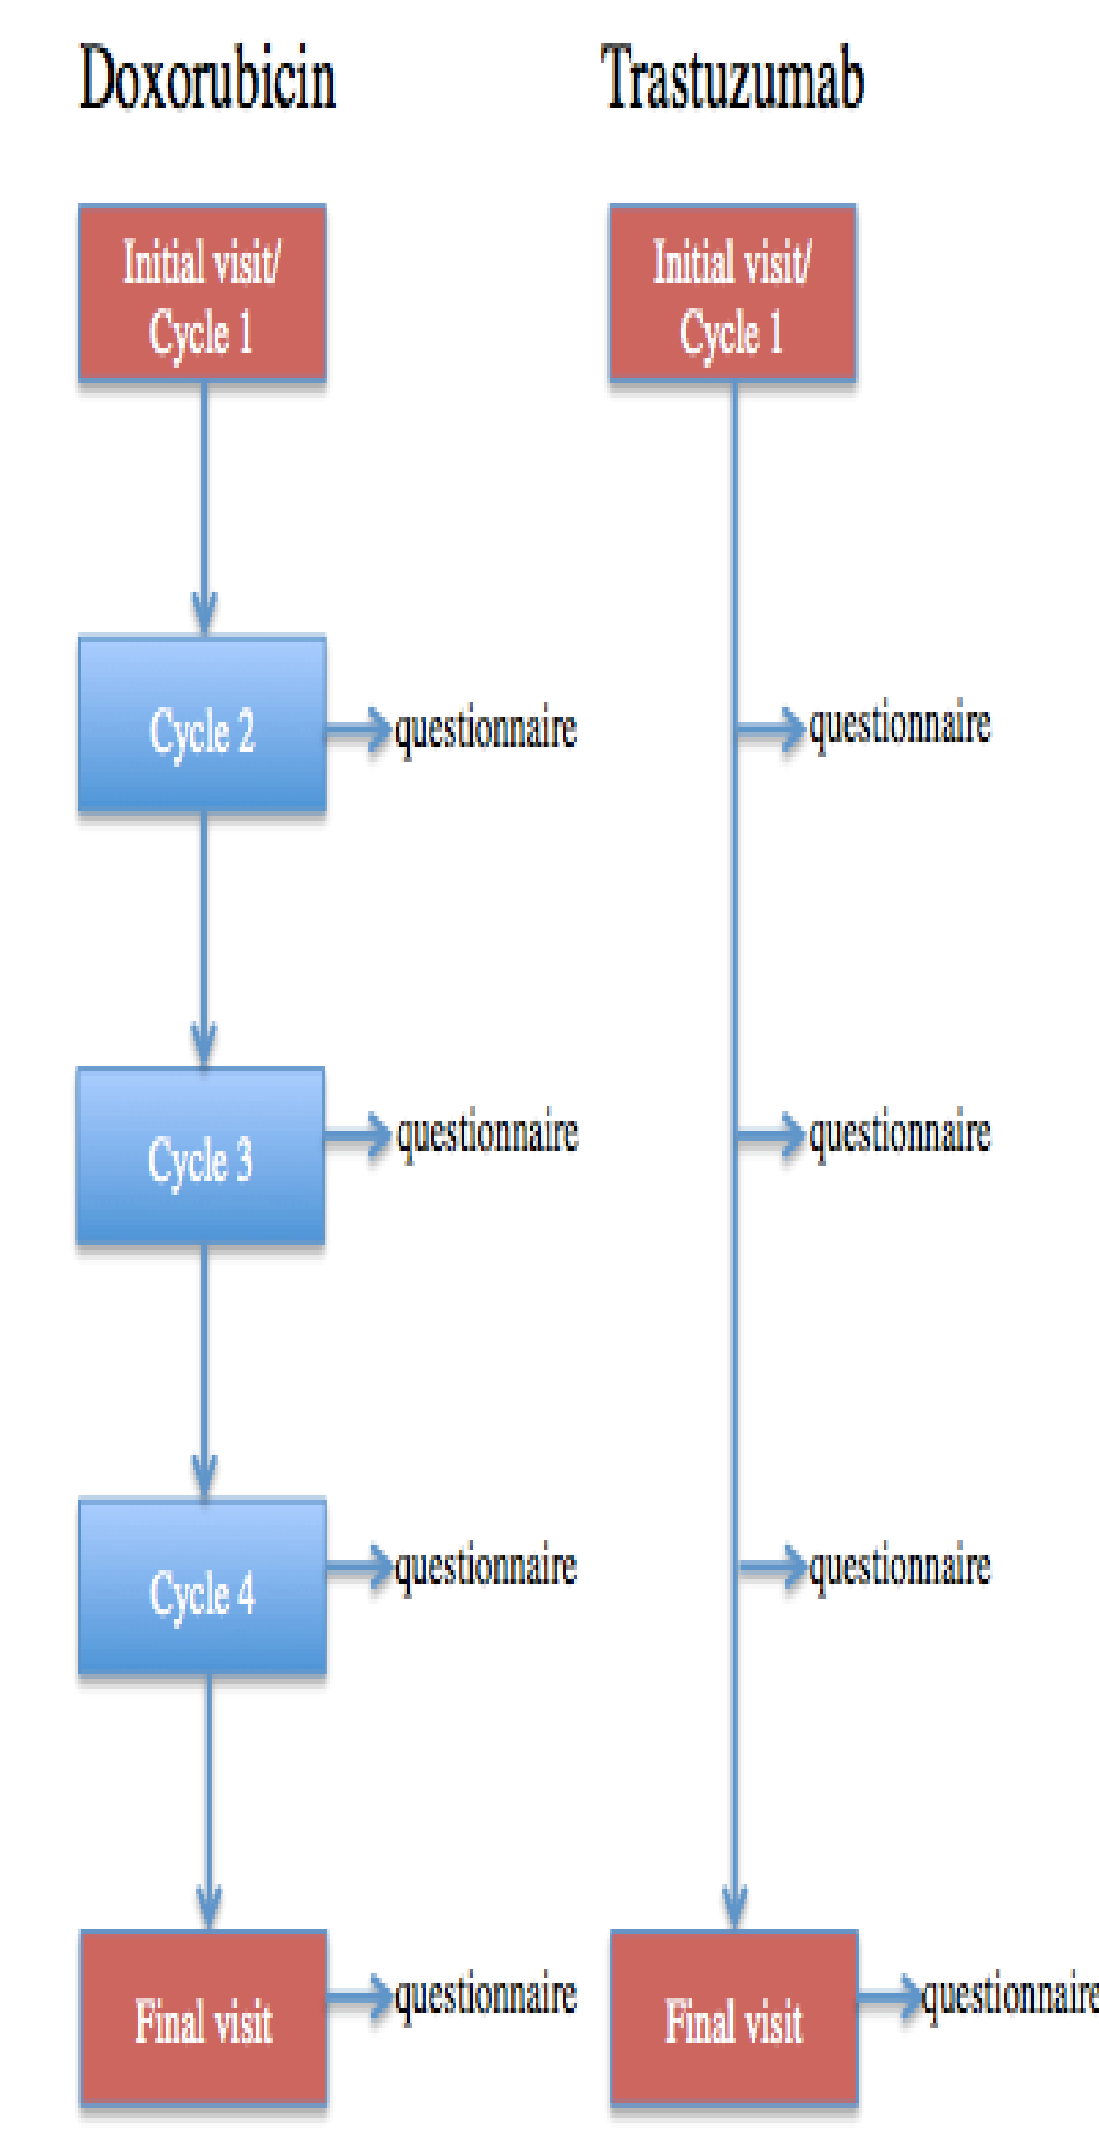 Doxorubicin
Trastuzumab
Initial visit/
Cycle 1
Initial visit/
Cycle 1
Cycle 2
questionnaire
questionnaire
Cycle 3
questionnaire
questionnaire
Cycle 4
questionnaire
questionnaire
Final visit
questionnaire
Final visit
questionnaire